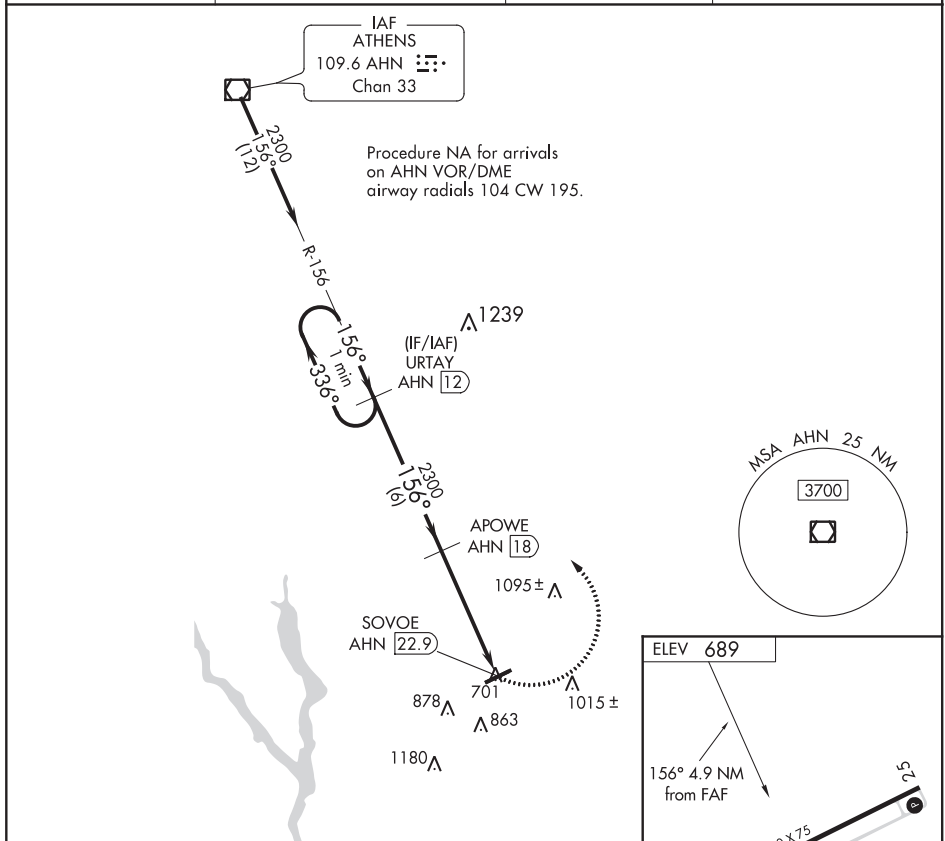 IAF
ATHENS
109.6 AHN
Chan 33
2300
156°
(12)
Procedure NA for arrivals
on AHN VOR/DME
airway radials 104 CW 195.
R-156
1239
156°
1 min
336°
(IF/IAF)
URTAY
AHN 12
2300
156°
(6)
MSA AHN 25 NM
3700
APOWE
AHN 18
1095±
SOVOE
AHN 22.9
701
1015±
878
863
1180
ELEV 689
156° 4.9 NM
from FAF
25
P